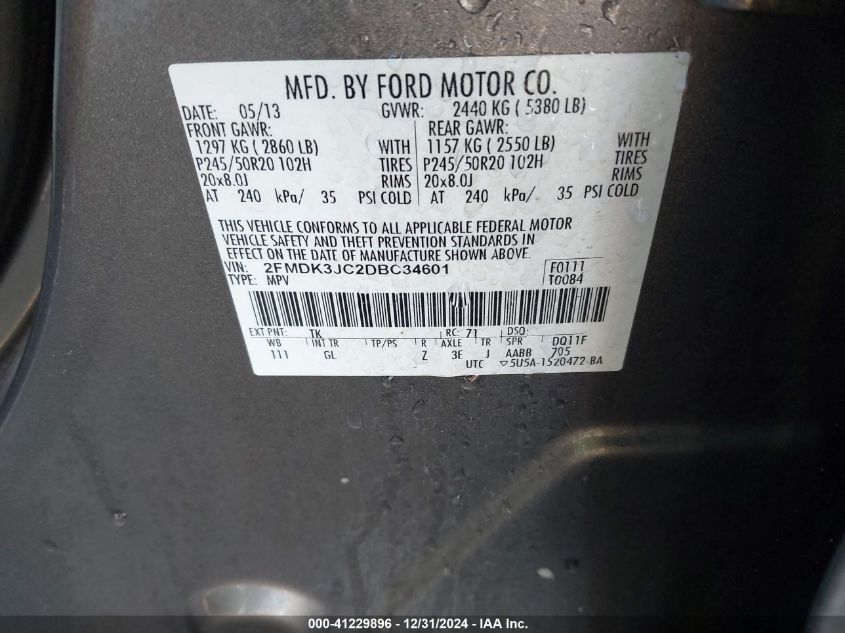 MFD. BY FORD MOTOR CO.
DATE: 05/13 GVWR: 2440 KG ( 5380 LB)
FRONT GAWR: REAR GAWR:
1297 KG ( 2860 LB) WITH 1157 KG ( 2550 LB) WITH
P245/50R20 102H TIRES P245/50R20 102H TIRES
20x8.0J RIMS 20x8.0J RIMS
AT 240 kPa/ 35 PSI COLD AT 240 kPa/ 35 PSI COLD
THIS VEHICLE CONFORMS TO ALL APPLICABLE FEDERAL MOTOR
VEHICLE SAFETY AND THEFT PREVENTION STANDARDS IN
EFFECT ON THE DATE OF MANUFACTURE SHOWN ABOVE.
VIN: 2FMDK3JC2DBC34601 F0111
TYPE: MPV T0084
EXT PNT: TK RC: 71 DSO:
WB INT TR TP/PS R AXLE TR SPR DQ11F
111 GL Z 3E J AABB 705
UTC ▽5U5A-1520472-BA
000-41229896 - 12/31/2024 - IAA Inc.